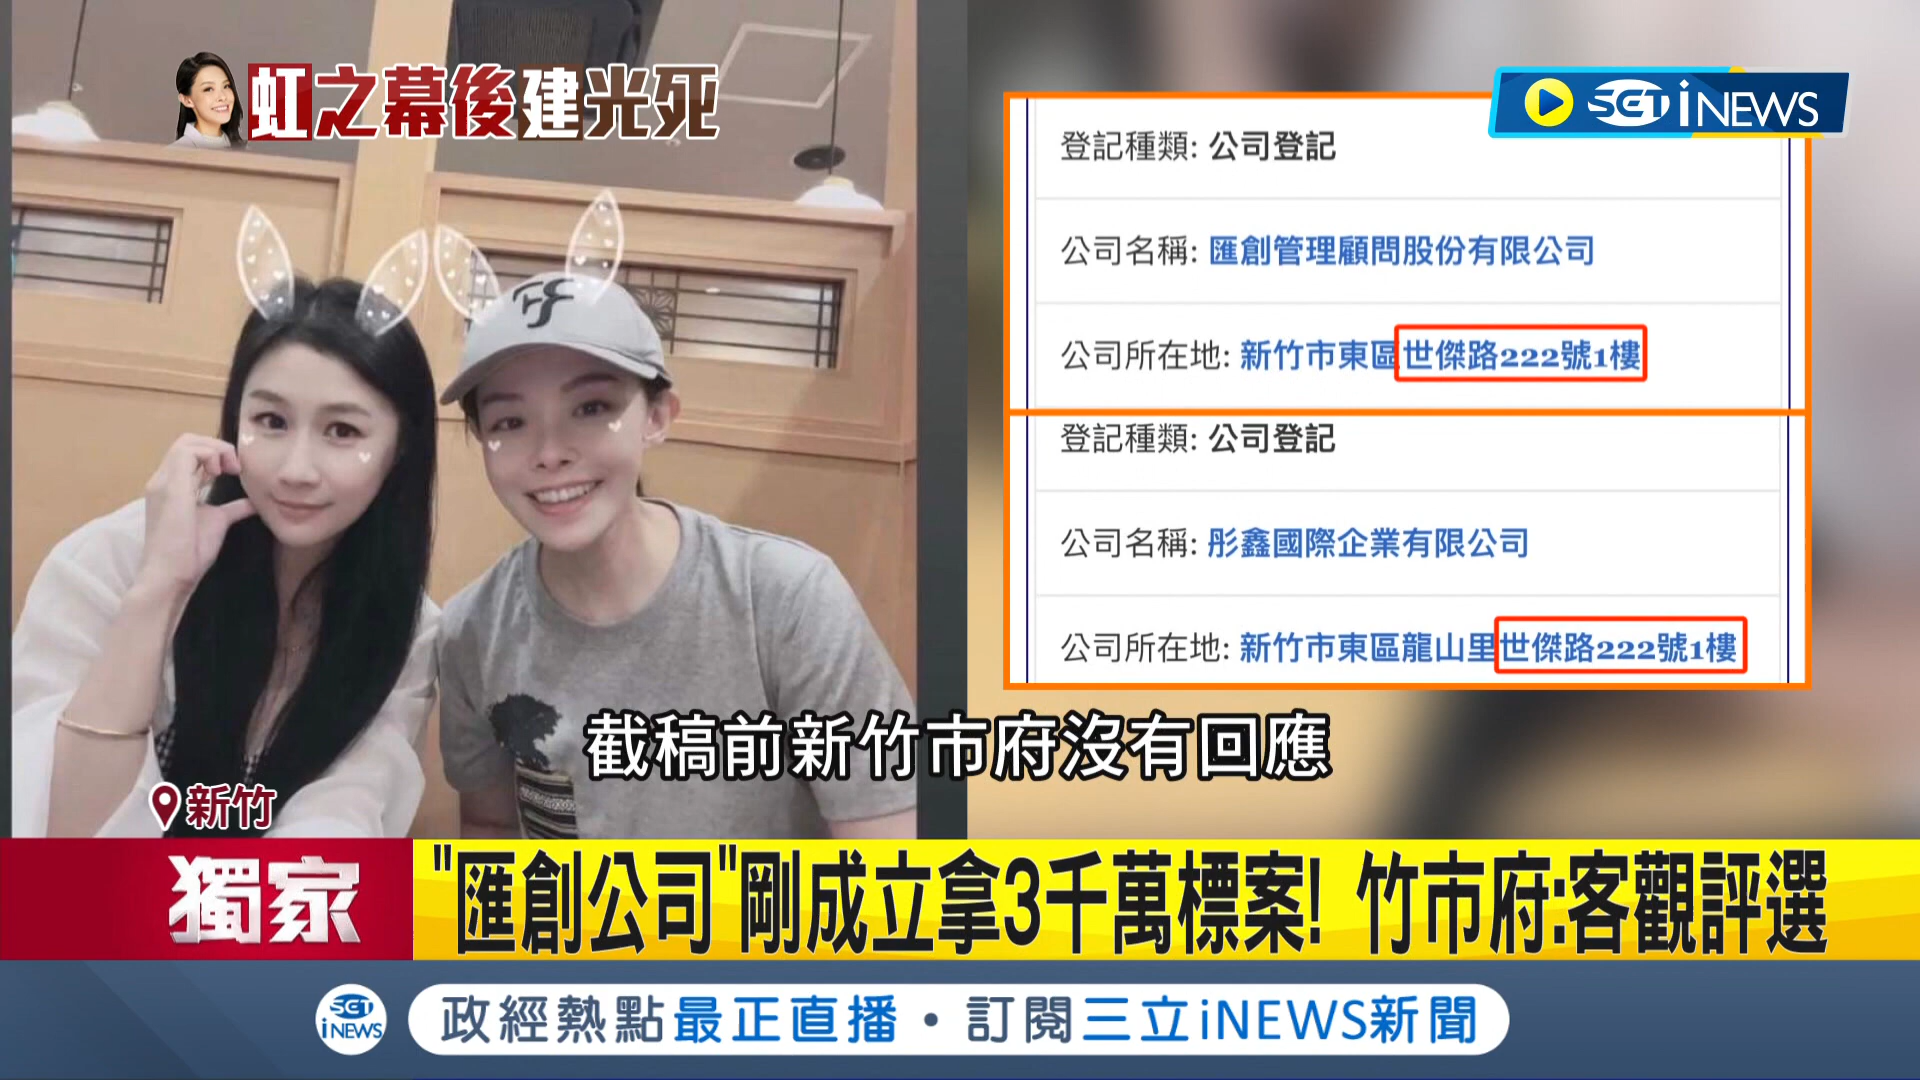 虹之幕後建光死
SET iNEWS
登記種類: 公司登記
公司名稱: 匯創管理顧問股份有限公司
公司所在地: 新竹市東區世傑路222號1樓
登記種類: 公司登記
公司名稱: 彤鑫國際企業有限公司
公司所在地: 新竹市東區龍山里世傑路222號1樓
截稿前新竹市府沒有回應
新竹
獨家
"匯創公司"剛成立拿3千萬標案! 竹市府:客觀評選
SET iNEWS
政經熱點最正直播・訂閱三立iNEWS新聞